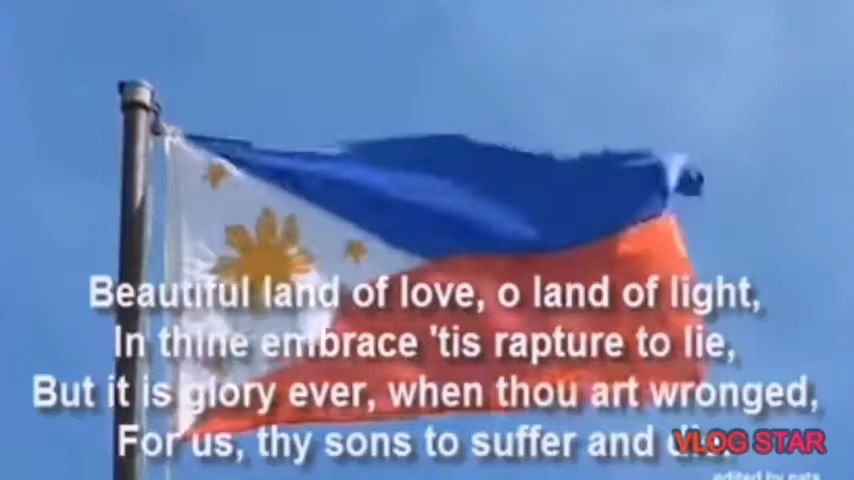 Beautiful land of love, o land of light,
In thine embrace 'tis rapture to lie,
But it is glory ever, when thou art wronged,
For us, thy sons to suffer and
VLOG STAR
edited by